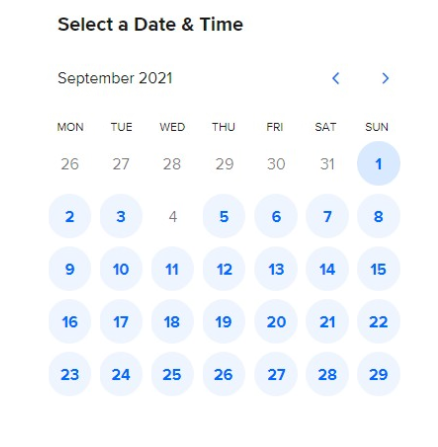 Select a Date & Time
September 2021
MON TUE WED THU FRI SAT SUN
26 27 28 29 30 31 1
2 3 4 5 6 7 8
9 10 11 12 13 14 15
16 17 18 19 20 21 22
23 24 25 26 27 28 29